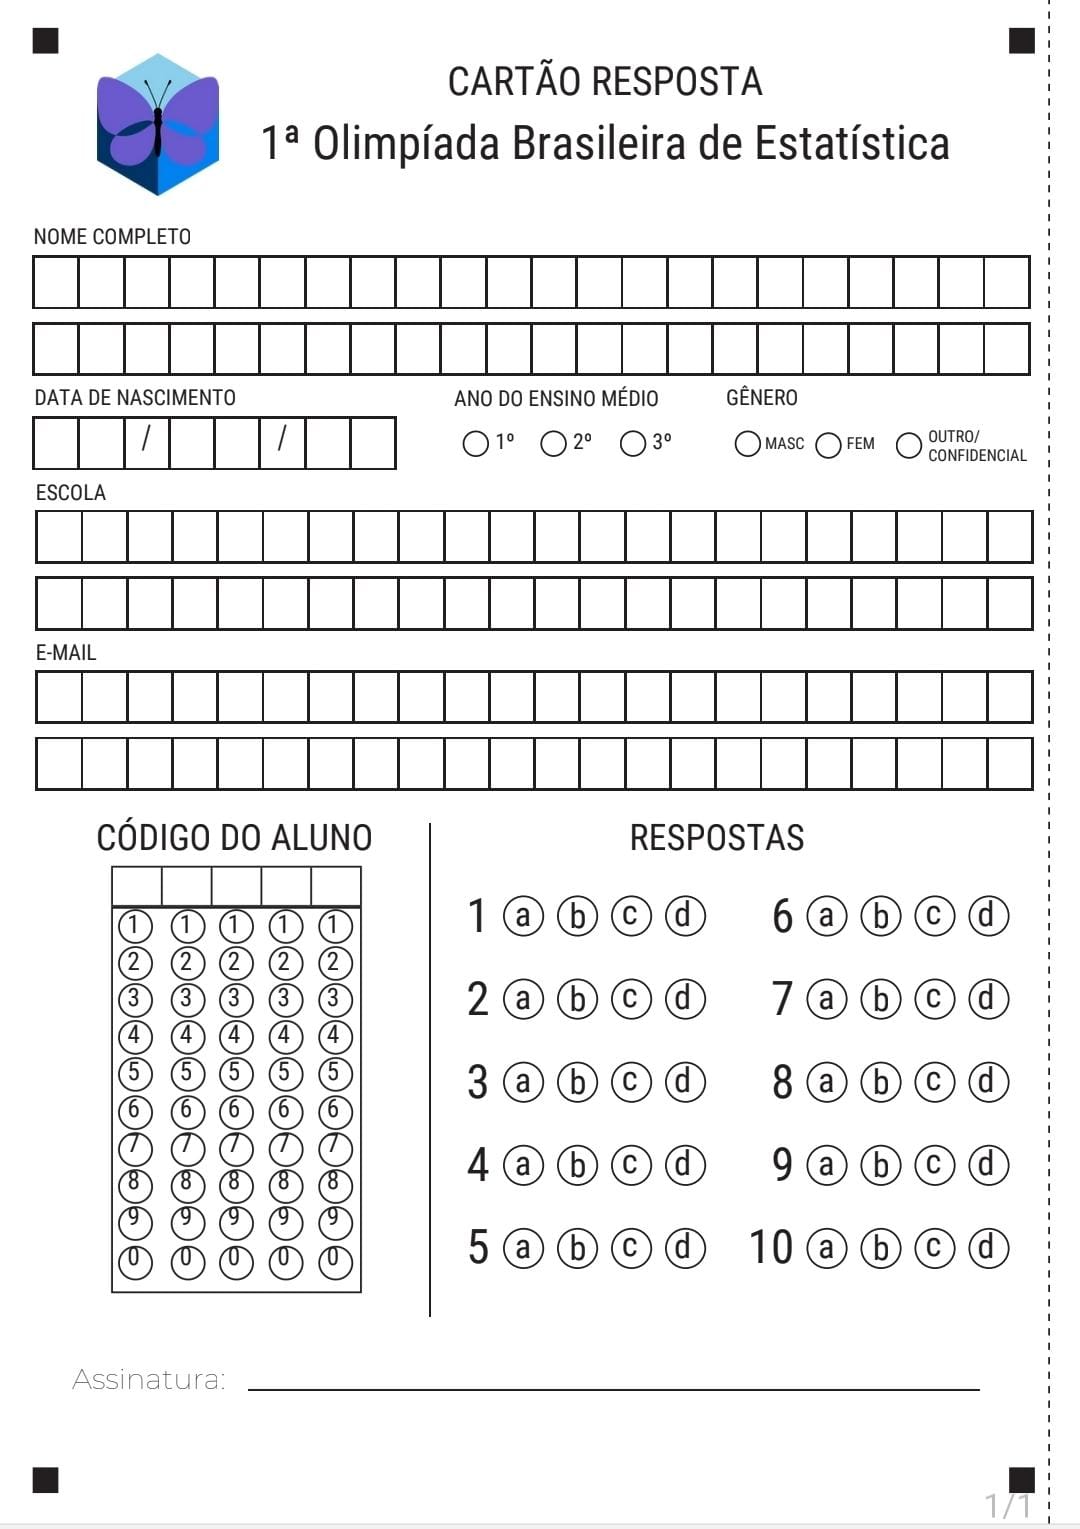 CARTÃO RESPOSTA
1ª Olimpíada Brasileira de Estatística
NOME COMPLETO
DATA DE NASCIMENTO
/ /
ANO DO ENSINO MÉDIO
1º 2º 3º
GÊNERO
MASC FEM OUTRO/
CONFIDENCIAL
ESCOLA
E-MAIL
CÓDIGO DO ALUNO
1 1 1 1 1
2 2 2 2 2
3 3 3 3 3
4 4 4 4 4
5 5 5 5 5
6 6 6 6 6
7 7 7 7 7
8 8 8 8 8
9 9 9 9 9
0 0 0 0 0
RESPOSTAS
1 a b c d
2 a b c d
3 a b c d
4 a b c d
5 a b c d
6 a b c d
7 a b c d
8 a b c d
9 a b c d
10 a b c d
Assinatura:
1/1